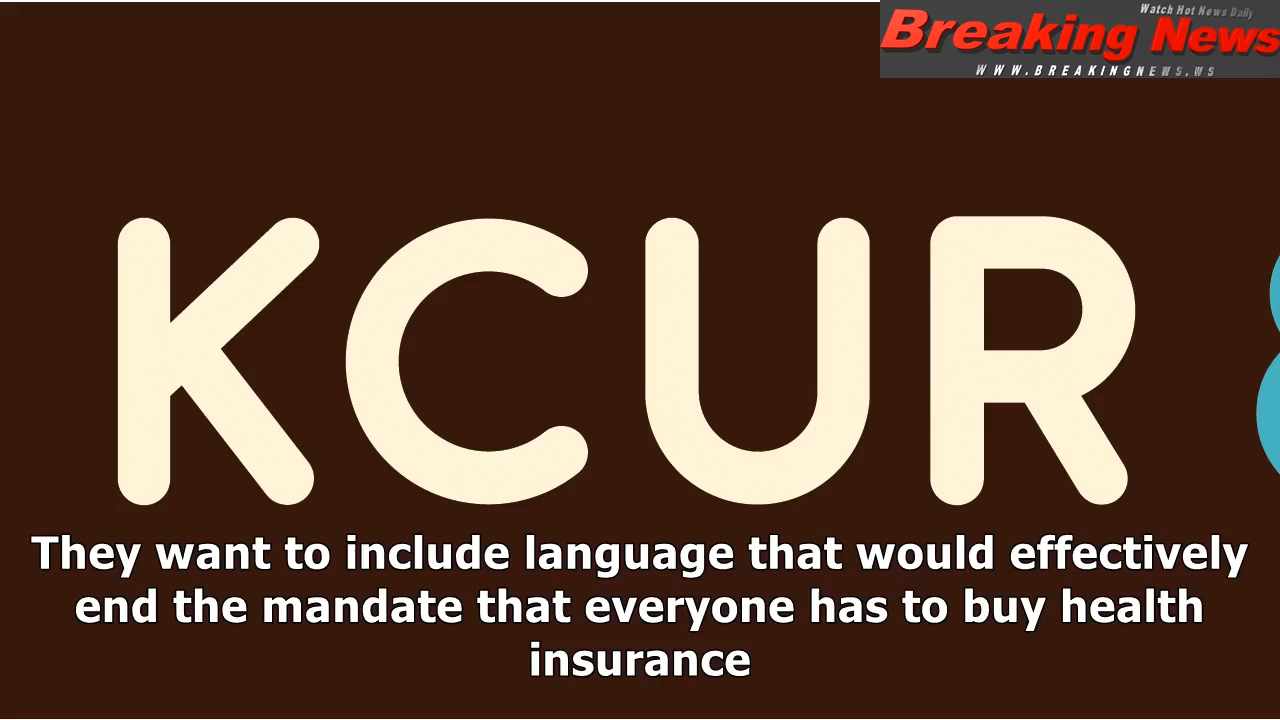 Watch Hot News Daily
Breaking News
WWW.BREAKINGNEWS.WS
KCUR
They want to include language that would effectively
end the mandate that everyone has to buy health
insurance